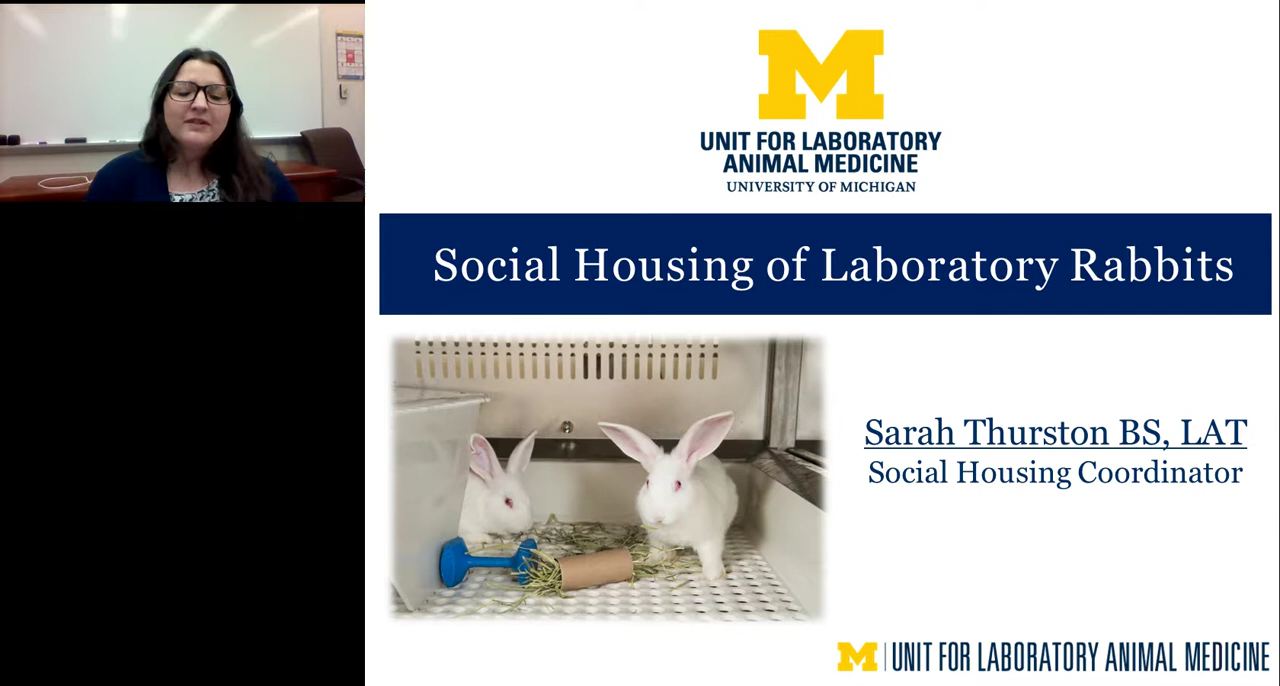 M
UNIT FOR LABORATORY
ANIMAL MEDICINE
UNIVERSITY OF MICHIGAN
Social Housing of Laboratory Rabbits
Sarah Thurston BS, LAT
Social Housing Coordinator
M | UNIT FOR LABORATORY ANIMAL MEDICINE